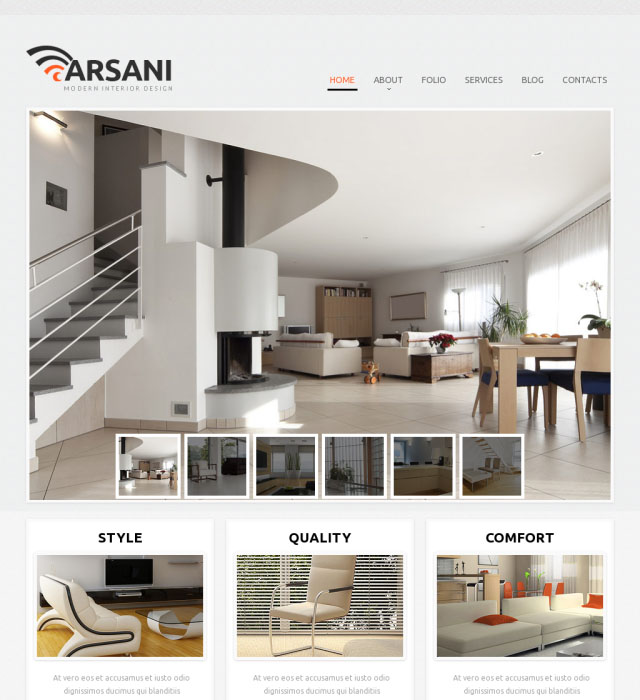 ARSANI
MODERN INTERIOR DESIGN
HOME ABOUT FOLIO SERVICES BLOG CONTACTS
STYLE QUALITY COMFORT
At vero eos et accusamus et iusto odio
dignissimos ducimus qui blanditiis
At vero eos et accusamus et iusto odio
dignissimos ducimus qui blanditiis
At vero eos et accusamus et iusto odio
dignissimos ducimus qui blanditiis